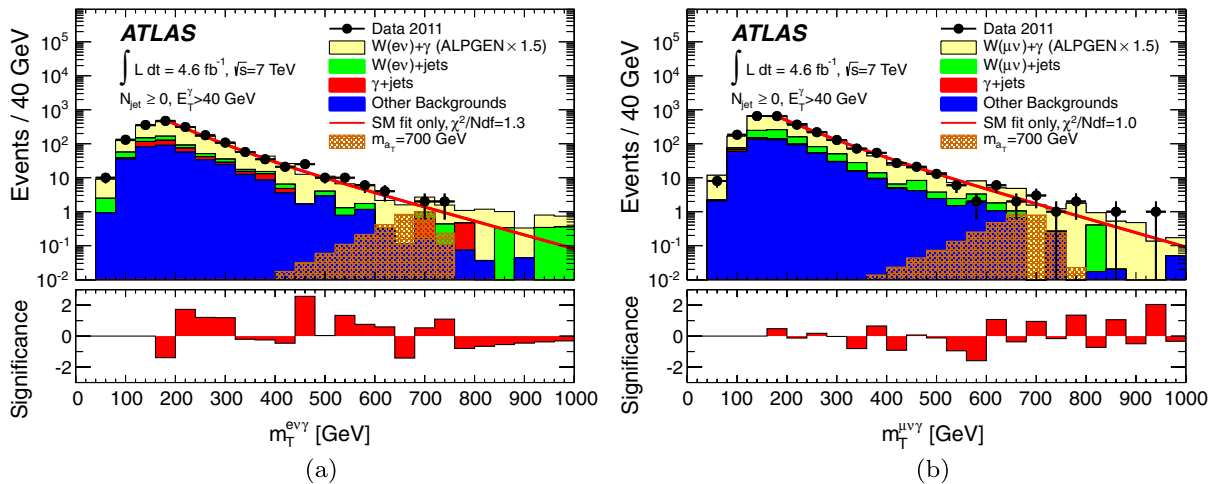 ATLAS
∫ L dt = 4.6 fb⁻¹, √s=7 TeV
N_jet ≥ 0, E_T^γ>40 GeV
Data 2011
W(eν)+γ (ALPGEN × 1.5)
W(eν)+jets
γ+jets
Other Backgrounds
SM fit only, χ²/Ndf=1.3
m_{a_T}=700 GeV
Events / 40 GeV
10⁵
10⁴
10³
10²
10
1
10⁻¹
10⁻²
Significance
2
0
-2
0 100 200 300 400 500 600 700 800 900 1000
m_T^{eνγ} [GeV]
(a)
ATLAS
∫ L dt = 4.6 fb⁻¹, √s=7 TeV
N_jet ≥ 0, E_T^γ>40 GeV
Data 2011
W(μν)+γ (ALPGEN × 1.5)
W(μν)+jets
γ+jets
Other Backgrounds
SM fit only, χ²/Ndf=1.0
m_{a_T}=700 GeV
Events / 40 GeV
10⁵
10⁴
10³
10²
10
1
10⁻¹
10⁻²
Significance
2
0
-2
0 100 200 300 400 500 600 700 800 900 1000
m_T^{μνγ} [GeV]
(b)